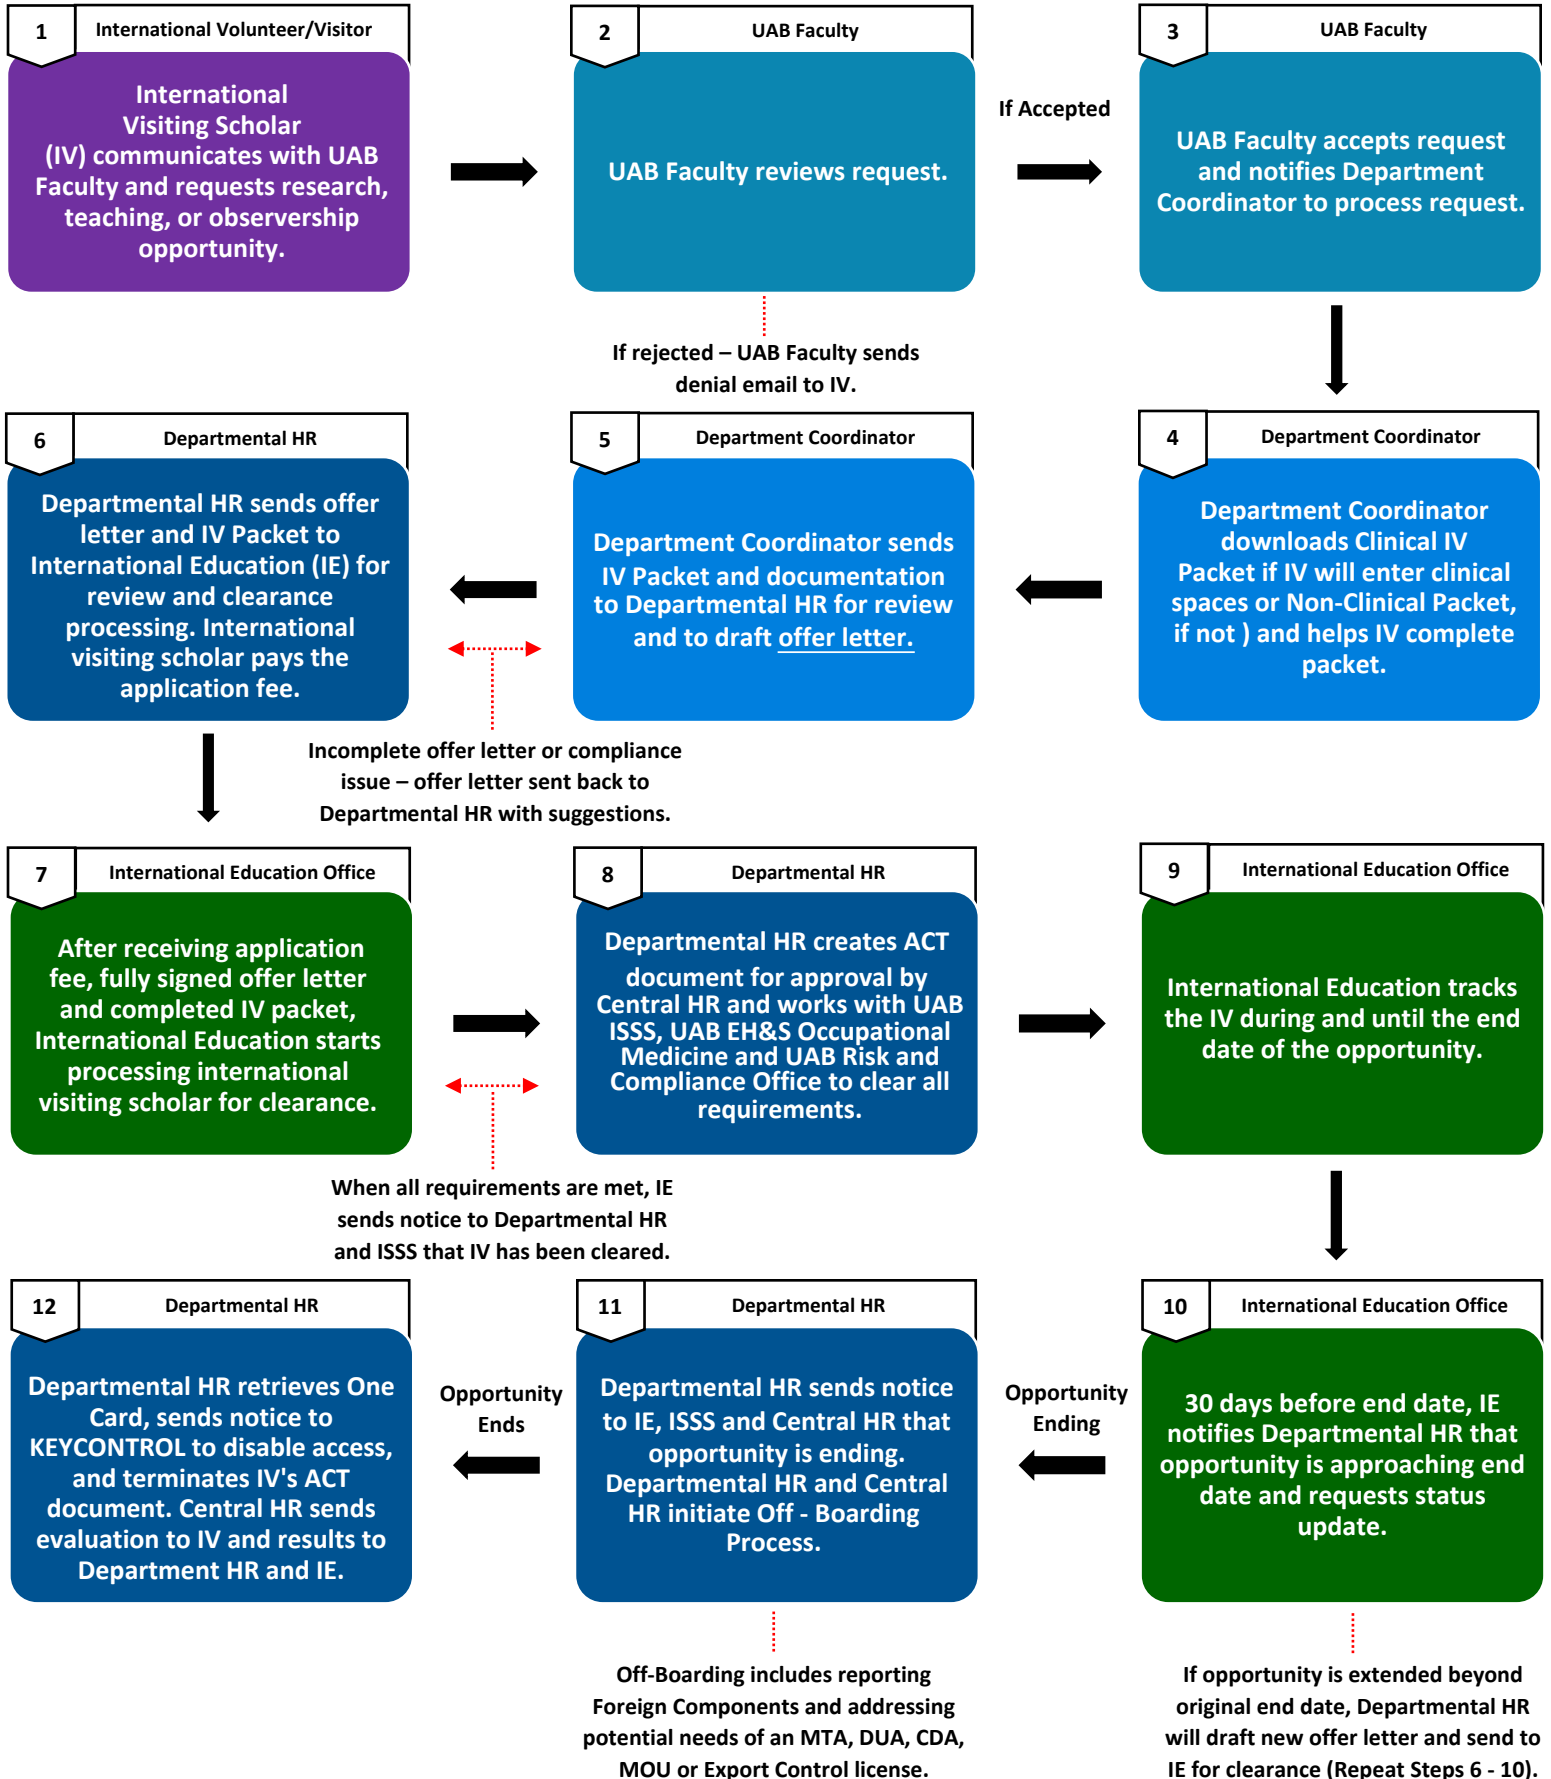 1
International Volunteer/Visitor
International
Visiting Scholar
(IV) communicates with UAB
Faculty and requests research,
teaching, or observership
opportunity.
2
UAB Faculty
UAB Faculty reviews request.
If Accepted
3
UAB Faculty
UAB Faculty accepts request
and notifies Department
Coordinator to process request.
If rejected – UAB Faculty sends
denial email to IV.
4
Department Coordinator
Department Coordinator
downloads Clinical IV
Packet if IV will enter clinical
spaces or Non-Clinical Packet,
if not ) and helps IV complete
packet.
5
Department Coordinator
Department Coordinator sends
IV Packet and documentation
to Departmental HR for review
and to draft offer letter.
6
Departmental HR
Departmental HR sends offer
letter and IV Packet to
International Education (IE) for
review and clearance
processing. International
visiting scholar pays the
application fee.
Incomplete offer letter or compliance
issue – offer letter sent back to
Departmental HR with suggestions.
7
International Education Office
After receiving application
fee, fully signed offer letter
and completed IV packet,
International Education starts
processing international
visiting scholar for clearance.
8
Departmental HR
Departmental HR creates ACT
document for approval by
Central HR and works with UAB
ISSS, UAB EH&S Occupational
Medicine and UAB Risk and
Compliance Office to clear all
requirements.
9
International Education Office
International Education tracks
the IV during and until the end
date of the opportunity.
When all requirements are met, IE
sends notice to Departmental HR
and ISSS that IV has been cleared.
10
International Education Office
30 days before end date, IE
notifies Departmental HR that
opportunity is approaching end
date and requests status
update.
Opportunity
Ending
11
Departmental HR
Departmental HR sends notice
to IE, ISSS and Central HR that
opportunity is ending.
Departmental HR and Central
HR initiate Off - Boarding
Process.
Opportunity
Ends
12
Departmental HR
Departmental HR retrieves One
Card, sends notice to
KEYCONTROL to disable access,
and terminates IV's ACT
document. Central HR sends
evaluation to IV and results to
Department HR and IE.
Off-Boarding includes reporting
Foreign Components and addressing
potential needs of an MTA, DUA, CDA,
MOU or Export Control license.
If opportunity is extended beyond
original end date, Departmental HR
will draft new offer letter and send to
IE for clearance (Repeat Steps 6 - 10).